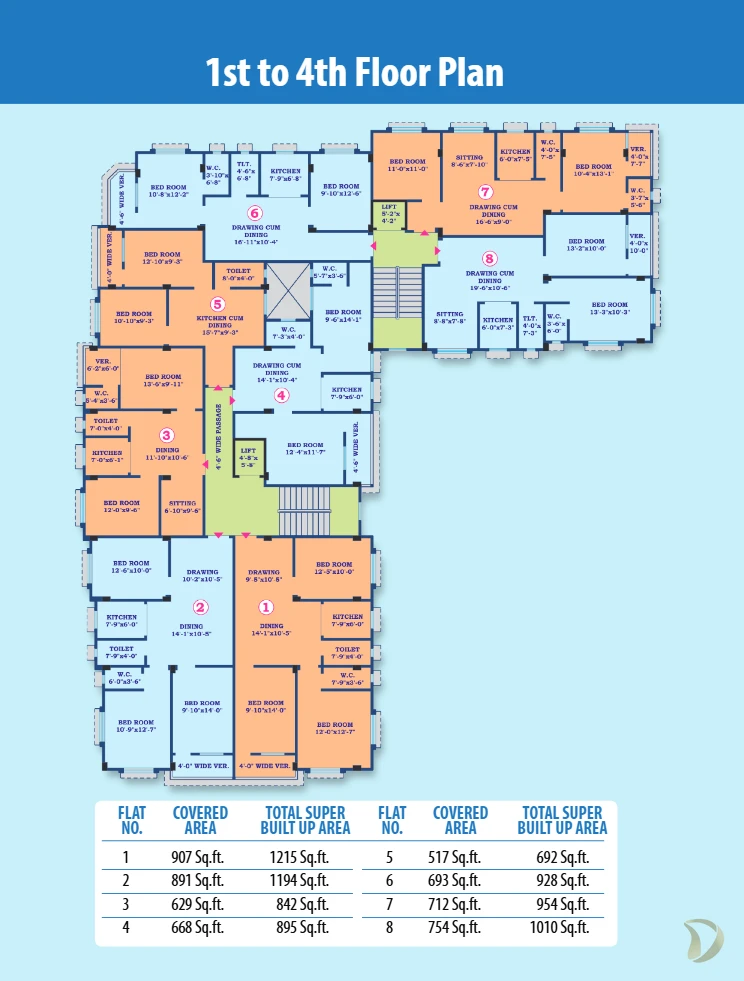 1st to 4th Floor Plan
4'-6" WIDE VER.
BED ROOM
10'-8"x12'-2"
W.C.
3'-10"x
6'-8"
TLT.
4'-6"x
6'-8"
KITCHEN
7'-9"x6'-8"
BED ROOM
9'-10"x12'-6"
6
DRAWING CUM
DINING
16'-11"x10'-4"
BED ROOM
11'-0"x11'-0"
SITTING
8'-6"x7'-10"
KITCHEN
6'-0"x7'-5"
W.C.
4'-0"x
7'-5"
BED ROOM
10'-4"x13'-1"
VER.
4'-0"x
7'-7"
W.C.
3'-7"x
5'-6"
7
DRAWING CUM
DINING
16'-6"x9'-0"
LIFT
5'-2"x
4'-2"
8
DRAWING CUM
DINING
19'-6"x10'-6"
BED ROOM
13'-2"x10'-0"
VER.
4'-0"x
10'-0"
SITTING
8'-8"x7'-8"
KITCHEN
6'-0"x7'-3"
TLT.
4'-0"x
7'-3"
W.C.
3'-6"x
6'-0"
BED ROOM
13'-3"x10'-3"
4'-0" WIDE VER.
BED ROOM
12'-10"x9'-3"
TOILET
8'-0"x4'-0"
BED ROOM
10'-10"x9'-3"
5
KITCHEN CUM
DINING
15'-7"x9'-3"
W.C.
5'-7"x3'-6"
BED ROOM
9'-6"x14'-1"
W.C.
7'-3"x4'-0"
DRAWING CUM
DINING
14'-1"x10'-4"
4
KITCHEN
7'-9"x6'-0"
BED ROOM
12'-4"x11'-7"
4'-6" WIDE VER.
VER.
6'-2"x6'-0"
W.C.
5'-4"x3'-6"
BED ROOM
13'-6"x9'-11"
TOILET
7'-0"x4'-0"
KITCHEN
7'-0"x6'-1"
3
DINING
11'-10"x10'-6"
BED ROOM
12'-0"x9'-6"
SITTING
6'-10"x9'-6"
4'-6" WIDE PASSAGE
LIFT
4'-8"x
5'-8"
BED ROOM
12'-6"x10'-0"
DRAWING
10'-2"x10'-5"
2
DINING
14'-1"x10'-5"
KITCHEN
7'-9"x6'-0"
TOILET
7'-9"x4'-0"
W.C.
6'-0"x3'-6"
BED ROOM
10'-9"x12'-7"
BED ROOM
9'-10"x14'-0"
4'-0" WIDE VER.
DRAWING
9'-8"x10'-8"
BED ROOM
12'-5"x10'-0"
1
DINING
14'-1"x10'-5"
KITCHEN
7'-9"x6'-0"
TOILET
7'-9"x4'-0"
W.C.
7'-9"x3'-6"
BED ROOM
9'-10"x14'-0"
BED ROOM
12'-0"x12'-7"
4'-0" WIDE VER.
FLAT NO. COVERED AREA TOTAL SUPER BUILT UP AREA FLAT NO. COVERED AREA TOTAL SUPER BUILT UP AREA
1 907 Sq.ft. 1215 Sq.ft. 5 517 Sq.ft. 692 Sq.ft.
2 891 Sq.ft. 1194 Sq.ft. 6 693 Sq.ft. 928 Sq.ft.
3 629 Sq.ft. 842 Sq.ft. 7 712 Sq.ft. 954 Sq.ft.
4 668 Sq.ft. 895 Sq.ft. 8 754 Sq.ft. 1010 Sq.ft.